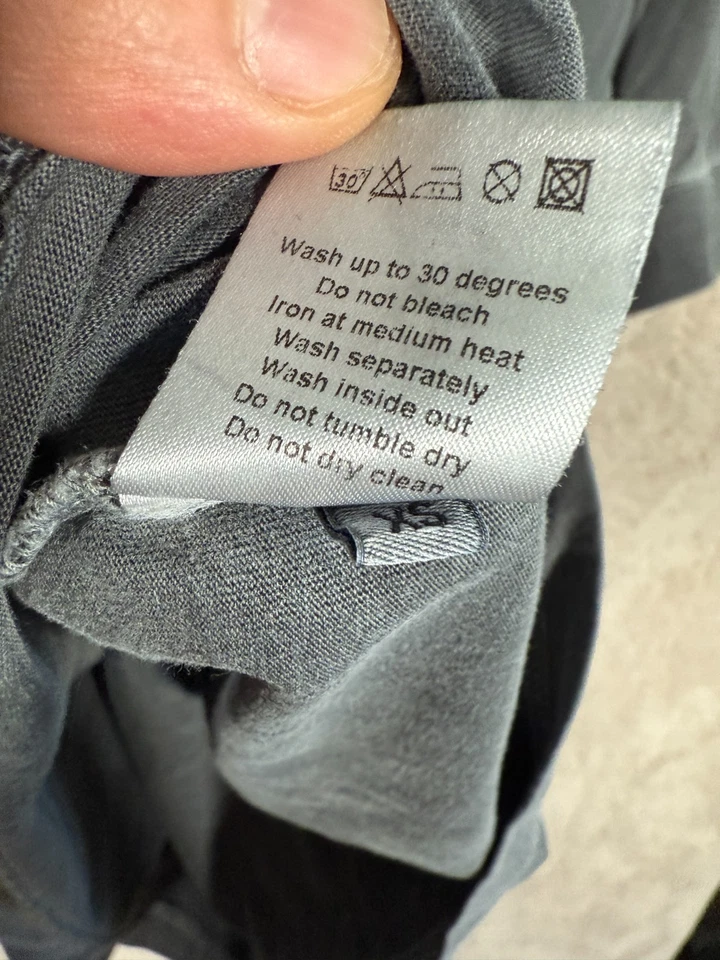 30°
Wash up to 30 degrees
Do not bleach
Iron at medium heat
Wash separately
Wash inside out
Do not tumble dry
Do not dry clean
XS